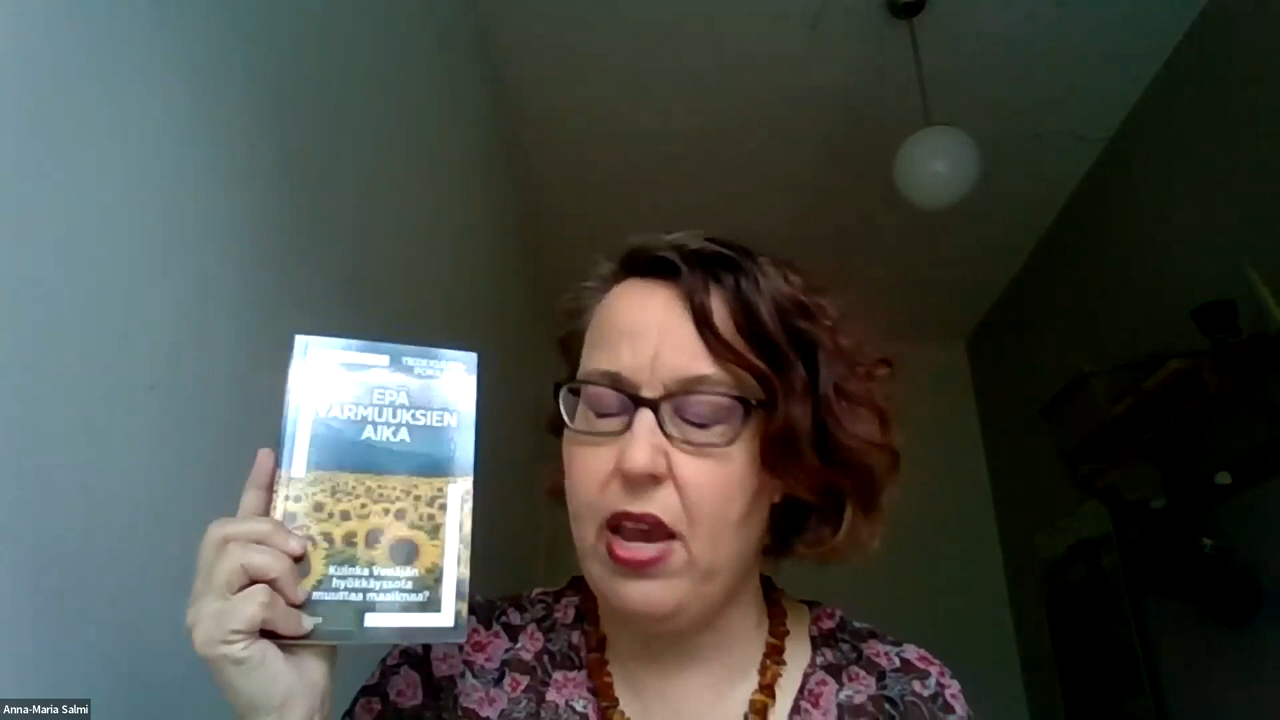 EPÄ
VARMUUKSIEN
AIKA
Kuinka Venäjän
hyökkäyssota
muuttaa maailmaa?
Anna-Maria Salmi